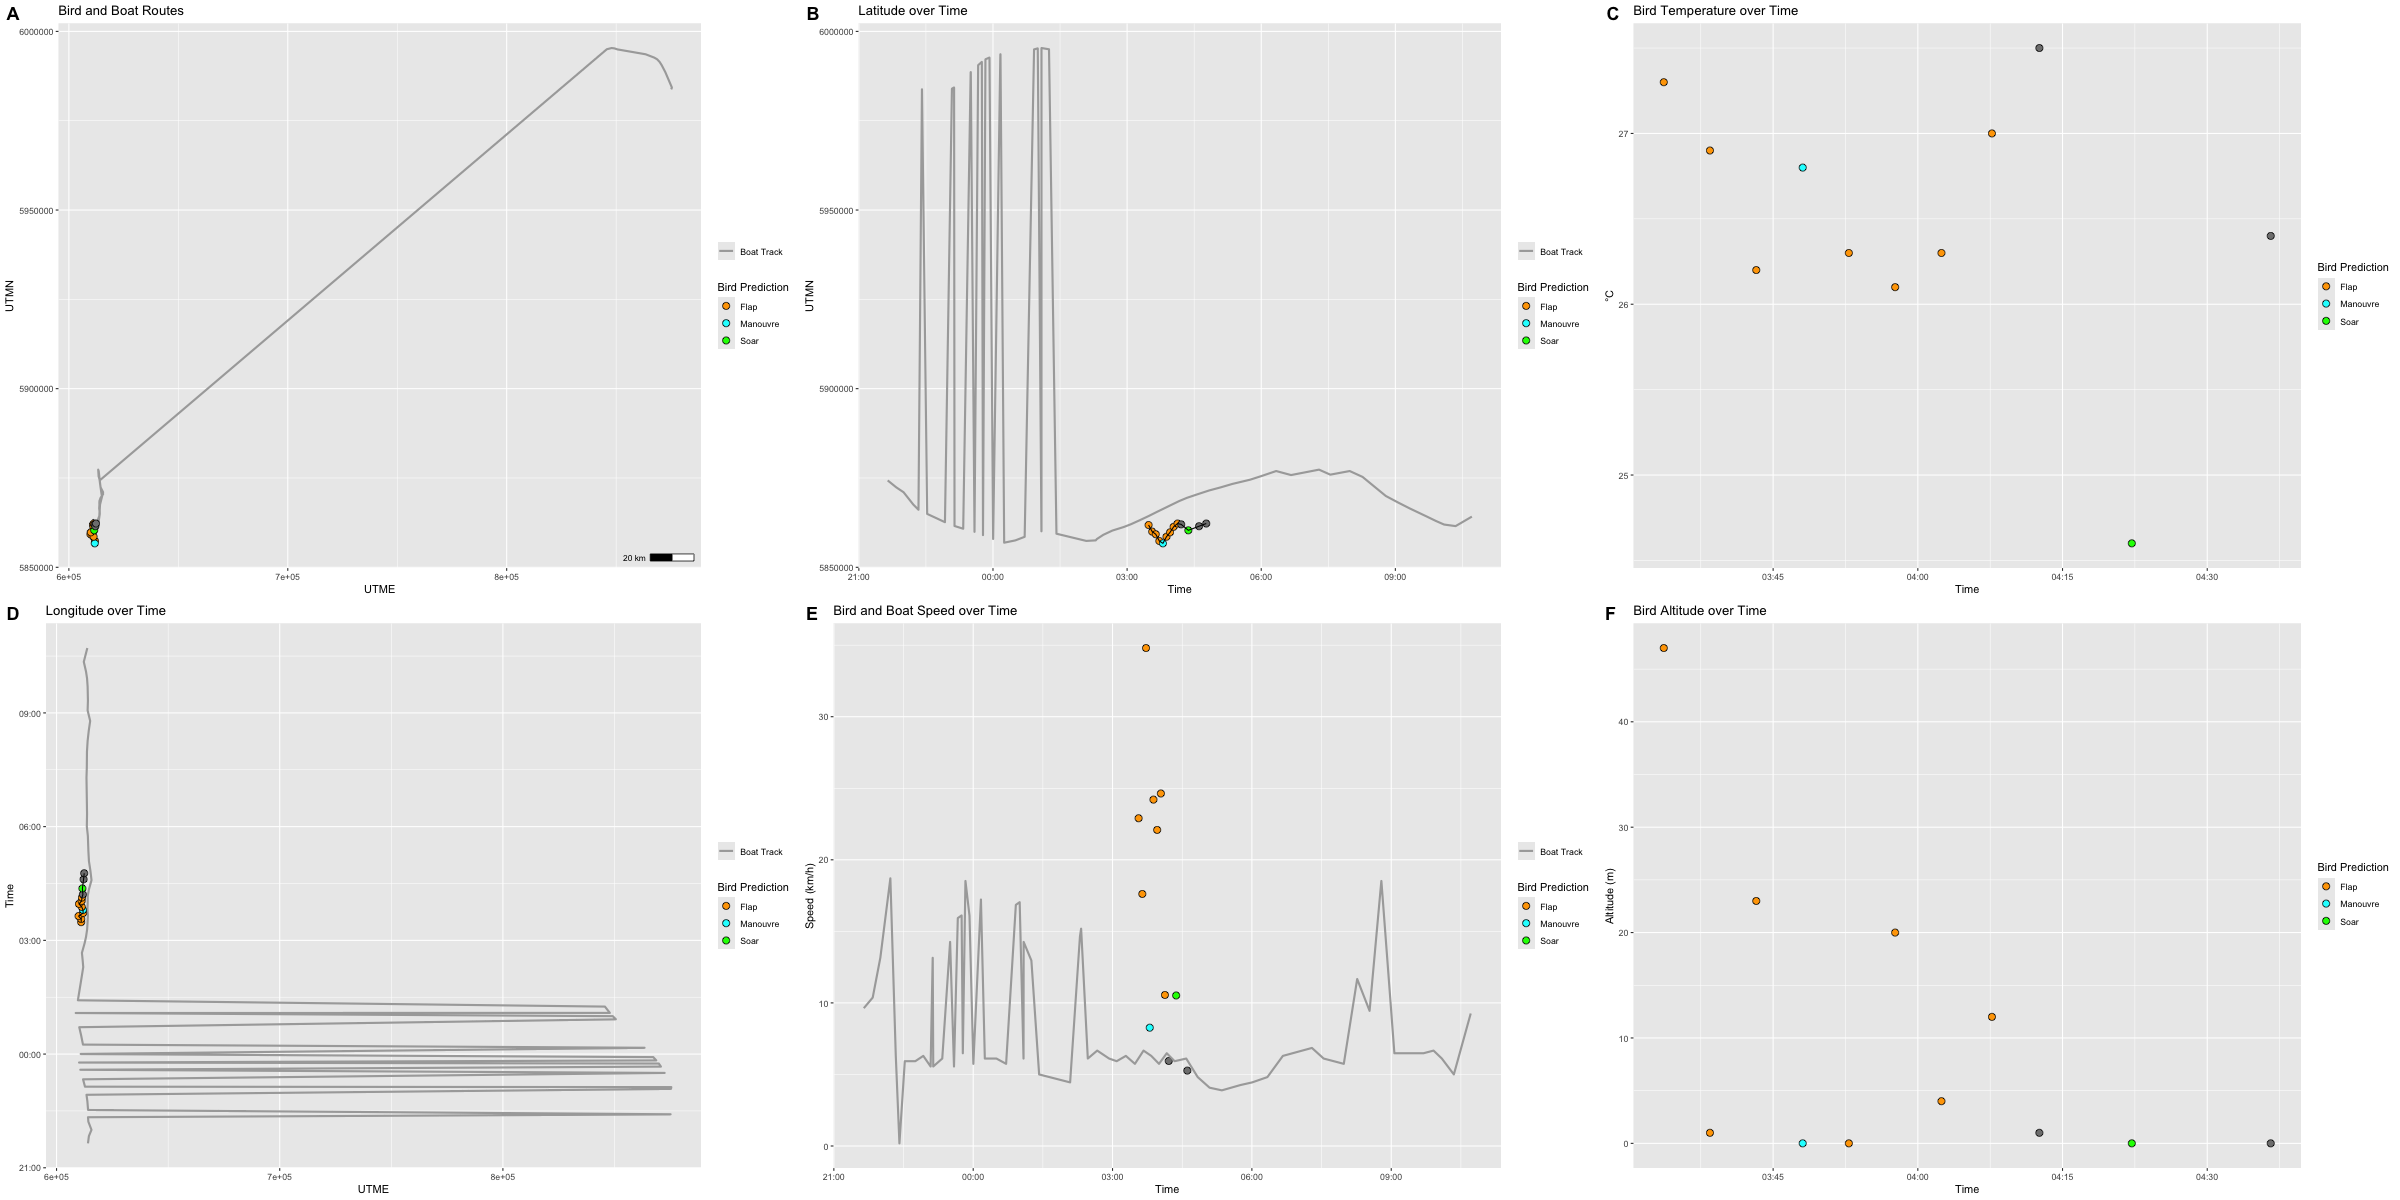 A Bird and Boat Routes
6000000
5950000
5900000
5850000
UTMN
6e+05 7e+05 8e+05
UTME
20 km
Boat Track
Bird Prediction
Flap
Manouvre
Soar
B Latitude over Time
6000000
5950000
5900000
5850000
UTMN
21:00 00:00 03:00 06:00 09:00
Time
Boat Track
Bird Prediction
Flap
Manouvre
Soar
C Bird Temperature over Time
27
26
25
°C
03:45 04:00 04:15 04:30
Time
Bird Prediction
Flap
Manouvre
Soar
D Longitude over Time
09:00
06:00
03:00
00:00
21:00
Time
6e+05 7e+05 8e+05
UTME
Boat Track
Bird Prediction
Flap
Manouvre
Soar
E Bird and Boat Speed over Time
30
20
10
0
Speed (km/h)
21:00 00:00 03:00 06:00 09:00
Time
Boat Track
Bird Prediction
Flap
Manouvre
Soar
F Bird Altitude over Time
40
30
20
10
0
Altitude (m)
03:45 04:00 04:15 04:30
Time
Bird Prediction
Flap
Manouvre
Soar